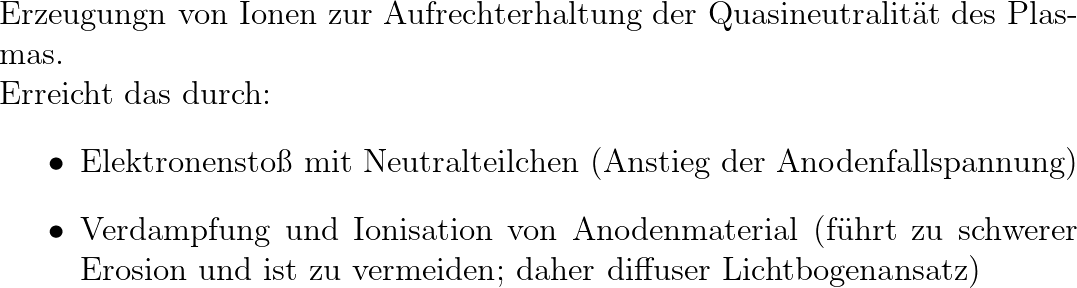 Erzeugungn von Ionen zur Aufrechterhaltung der Quasineutralität des Plas-
mas.
Erreicht das durch:
• Elektronenstoß mit Neutralteilchen (Anstieg der Anodenfallspannung)
• Verdampfung und Ionisation von Anodenmaterial (führt zu schwerer
Erosion und ist zu vermeiden; daher diffuser Lichtbogenansatz)